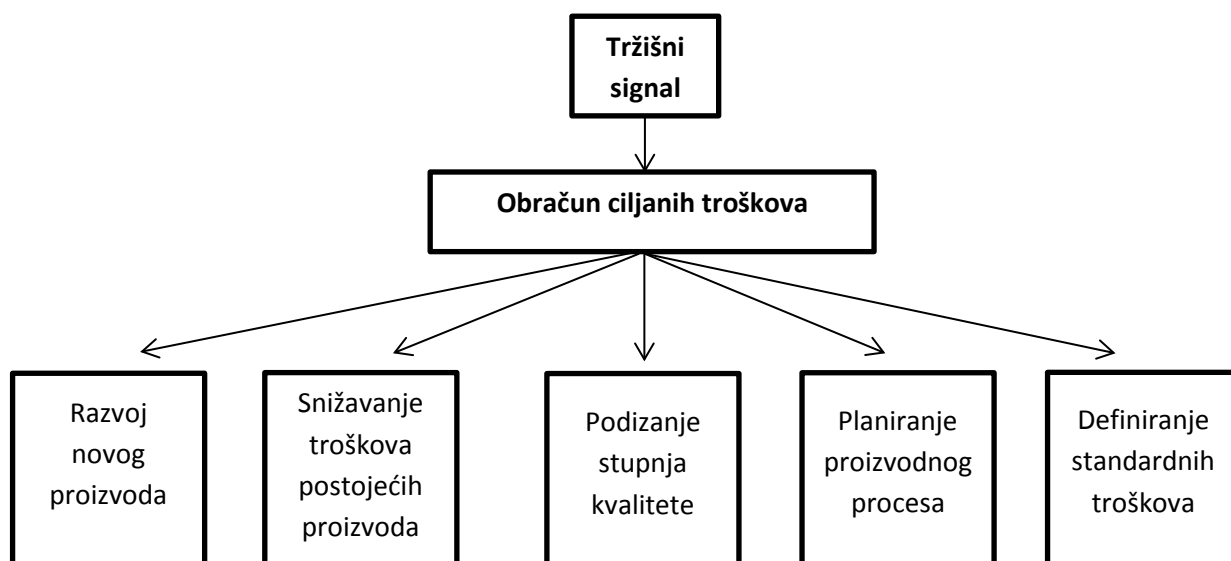 Tržišni
signal
Obračun ciljanih troškova
Razvoj
novog
proizvoda
Snižavanje
troškova
postojećih
proizvoda
Podizanje
stupnja
kvalitete
Planiranje
proizvodnog
procesa
Definiranje
standardnih
troškova